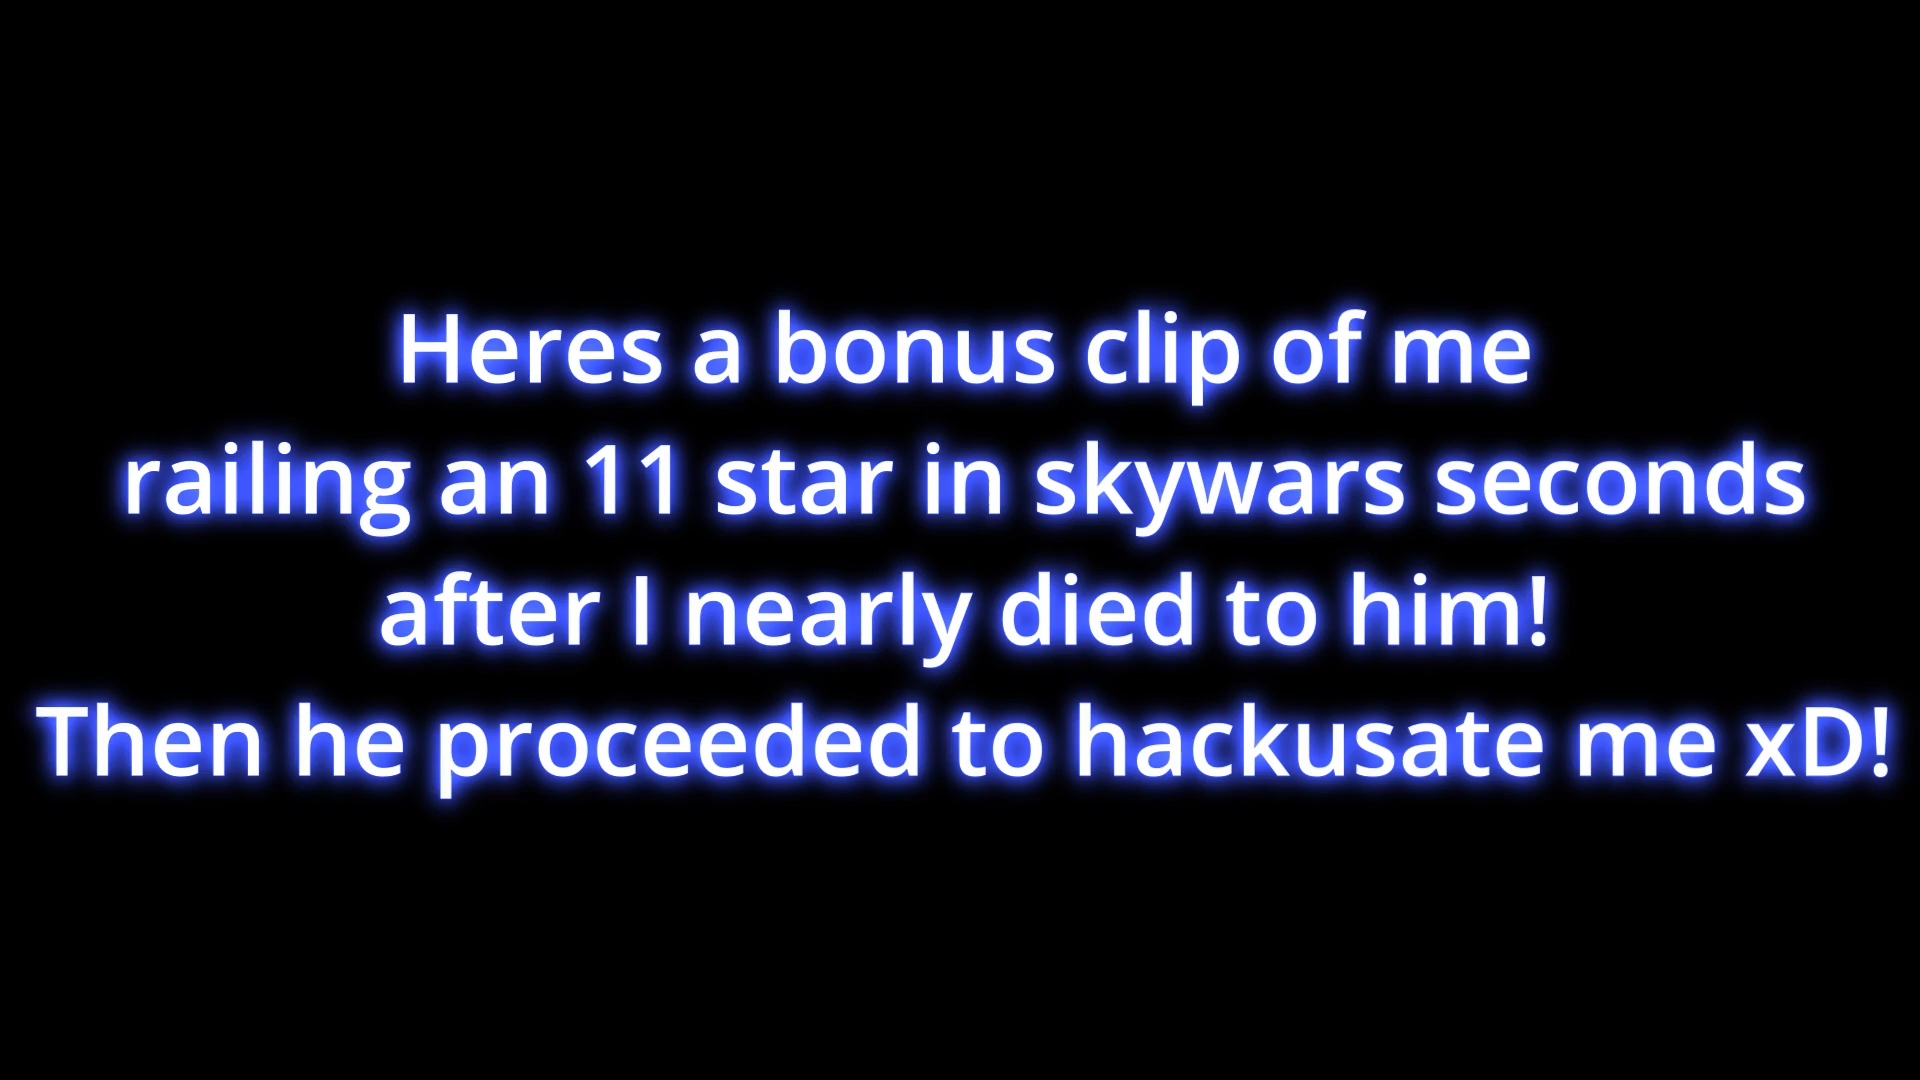 Heres a bonus clip of me
railing an 11 star in skywars seconds
after I nearly died to him!
Then he proceeded to hackusate me xD!